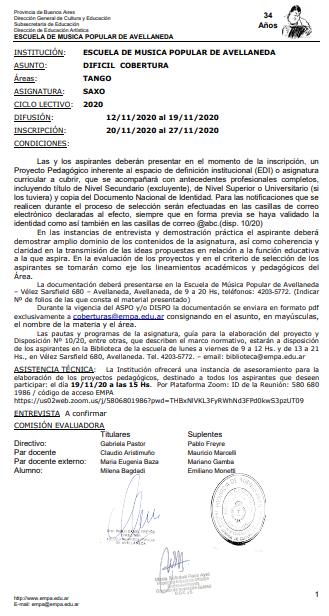 Provincia de Buenos Aires
Dirección General de Cultura y Educación
Subsecretaría de Educación
Dirección de Educación Artística
ESCUELA DE MUSICA POPULAR DE AVELLANEDA
34
Años
INSTITUCIÓN: ESCUELA DE MUSICA POPULAR DE AVELLANEDA
ASUNTO: DIFICIL COBERTURA
Áreas: TANGO
ASIGNATURA: SAXO
CICLO LECTIVO: 2020
DIFUSIÓN: 12/11/2020 al 19/11/2020
INSCRIPCIÓN: 20/11/2020 al 27/11/2020
CONDICIONES:
Las y los aspirantes deberán presentar en el momento de la inscripción, un
Proyecto Pedagógico inherente al espacio de definición institucional (EDI) o asignatura
curricular a cubrir, que se acompañará con antecedentes profesionales completos,
incluyendo título de Nivel Secundario (excluyente), de Nivel Superior o Universitario (si
los tuviera) y copia del Documento Nacional de Identidad. Para las notificaciones que se
realicen durante el proceso de selección serán efectuadas en las casillas de correo
electrónico declaradas al efecto, siempre que en forma previa se haya validado la
identidad como así también en las casillas de correo @abc.(disp. 10/20)
En las instancias de entrevista y demostración práctica el aspirante deberá
demostrar amplio dominio de los contenidos de la asignatura, así como coherencia y
claridad en la transmisión de las ideas propuestas en relación a la función educativa
a la que aspira. En la evaluación de los proyectos y en el criterio de selección de los
aspirantes se tomarán como eje los lineamientos académicos y pedagógicos del
Área.
La documentación deberá presentarse en la Escuela de Música Popular de Avellaneda
– Vélez Sarsfield 680 – Avellaneda, Avellaneda, de 9 a 20 Hs, teléfonos: 4203-5772. (Indicar
Nº de folios de las que consta el material presentado)
Durante la vigencia del ASPO y/o DISPO la documentación se enviara en formato pdf
exclusivamente a coberturas@empa.edu.ar consignando en el asunto, en mayúsculas,
el nombre de la materia y el área.
Las pautas y programas de la asignatura, guía para la elaboración del proyecto y
Disposición Nº 10/20, entre otras, que describen el marco normativo, estarán a disposición
de los aspirantes en la Biblioteca de la escuela de lunes a viernes de 9 a 12 Hs. y de 13 a 21
Hs., en Vélez Sarsfield 680, Avellaneda. Tel. 4203-5772. – email: biblioteca@empa.edu.ar
ASISTENCIA TÉCNICA: La Institución ofrecerá una instancia de asesoramiento para la
elaboración de los proyectos pedagógicos, destinado a todos los aspirantes que deseen
participar: el día 19/11/20 a las 15 Hs. Por Plataforma Zoom: ID de la Reunión: 580 680
1986 / código de acceso EMPA
https://us02web.zoom.us/j/5806801986?pwd=THBxNlVKL3FyRWhNd3FPd0kwS3pzUT09
ENTREVISTA A confirmar
COMISIÓN EVALUADORA
Titulares Suplentes
Directivo: Gabriela Pastor Pablo Freyre
Par docente Claudio Aristimuño Mauricio Marcelli
Par docente externo: Maria Eugenia Baza Mariano Gamba
Alumno: Milena Bagdadi Emiliano Monetti
http://www.empa.edu.ar
E-mail: empa@empa.edu.ar
1